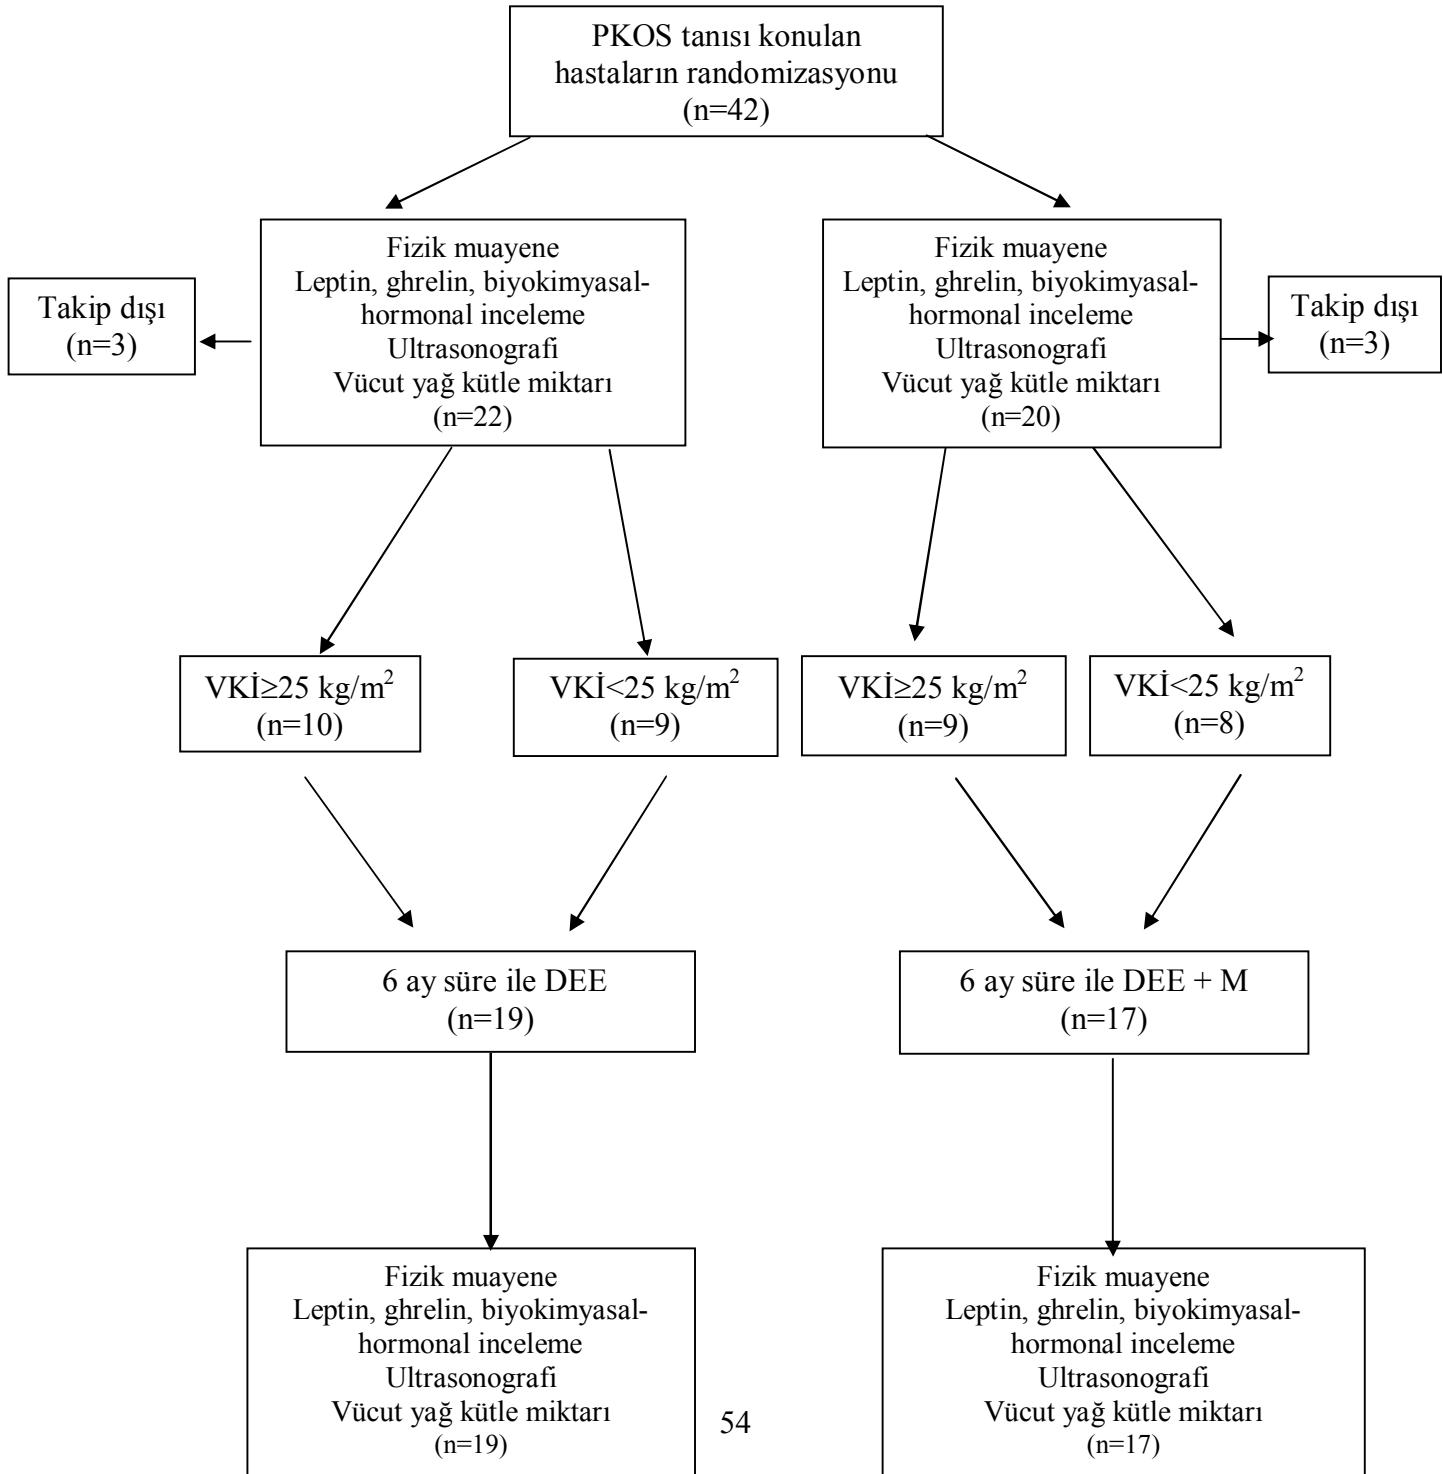 PKOS tanısı konulan
hastaların randomizasyonu
(n=42)
Fizik muayene
Leptin, ghrelin, biyokimyasal-
hormonal inceleme
Ultrasonografi
Vücut yağ kütle miktarı
(n=22)
Fizik muayene
Leptin, ghrelin, biyokimyasal-
hormonal inceleme
Ultrasonografi
Vücut yağ kütle miktarı
(n=20)
Takip dışı
(n=3)
Takip dışı
(n=3)
VKİ≥25 kg/m²
(n=10)
VKİ<25 kg/m²
(n=9)
VKİ≥25 kg/m²
(n=9)
VKİ<25 kg/m²
(n=8)
6 ay süre ile DEE
(n=19)
6 ay süre ile DEE + M
(n=17)
Fizik muayene
Leptin, ghrelin, biyokimyasal-
hormonal inceleme
Ultrasonografi
Vücut yağ kütle miktarı
(n=19)
Fizik muayene
Leptin, ghrelin, biyokimyasal-
hormonal inceleme
Ultrasonografi
Vücut yağ kütle miktarı
(n=17)
54